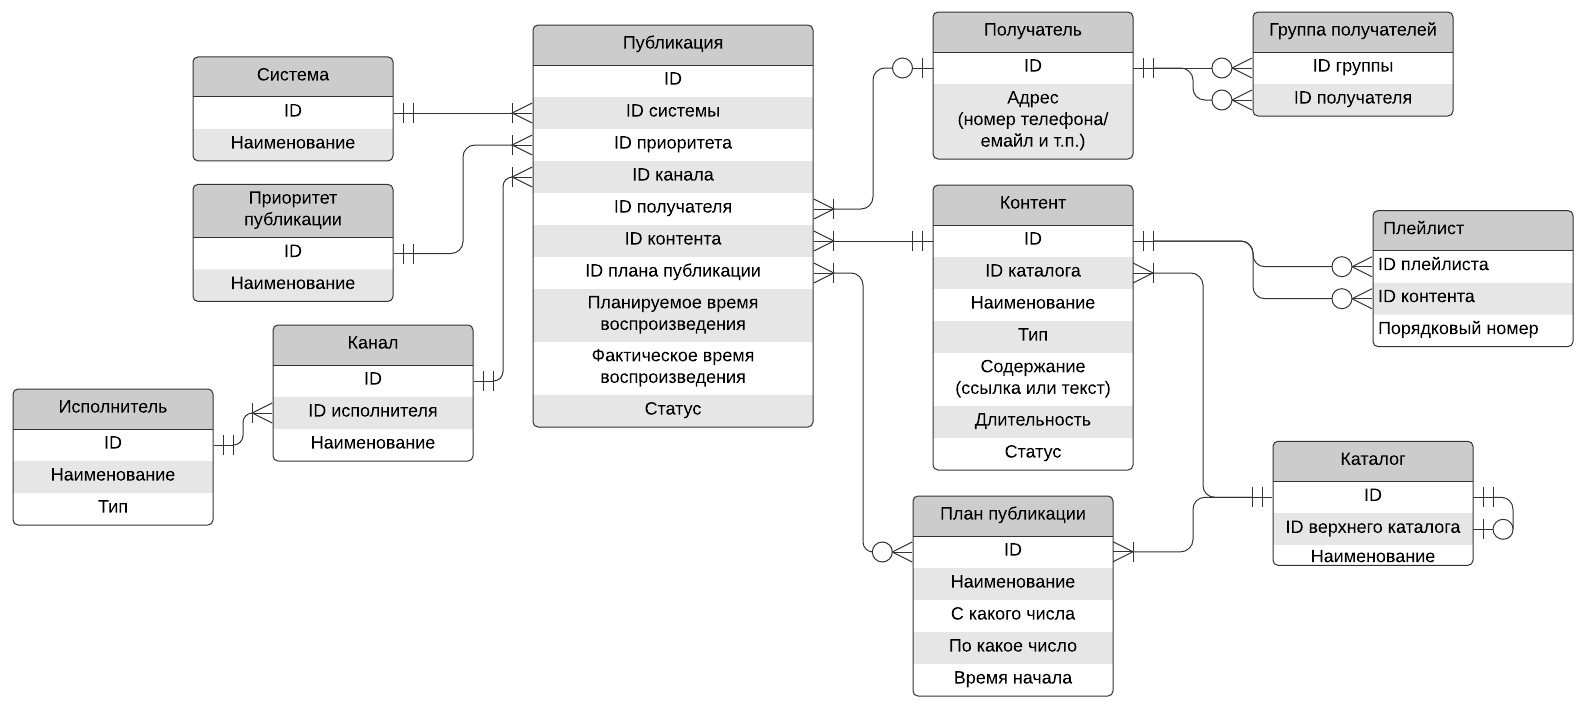 Система
ID
Наименование
Приоритет
публикации
ID
Наименование
Канал
ID
ID исполнителя
Наименование
Исполнитель
ID
Наименование
Тип
Публикация
ID
ID системы
ID приоритета
ID канала
ID получателя
ID контента
ID плана публикации
Планируемое время
воспроизведения
Фактическое время
воспроизведения
Статус
Получатель
ID
Адрес
(номер телефона/
емайл и т.п.)
Группа получателей
ID группы
ID получателя
Контент
ID
ID каталога
Наименование
Тип
Содержание
(ссылка или текст)
Длительность
Статус
Плейлист
ID плейлиста
ID контента
Порядковый номер
Каталог
ID
ID верхнего каталога
Наименование
План публикации
ID
Наименование
С какого числа
По какое число
Время начала